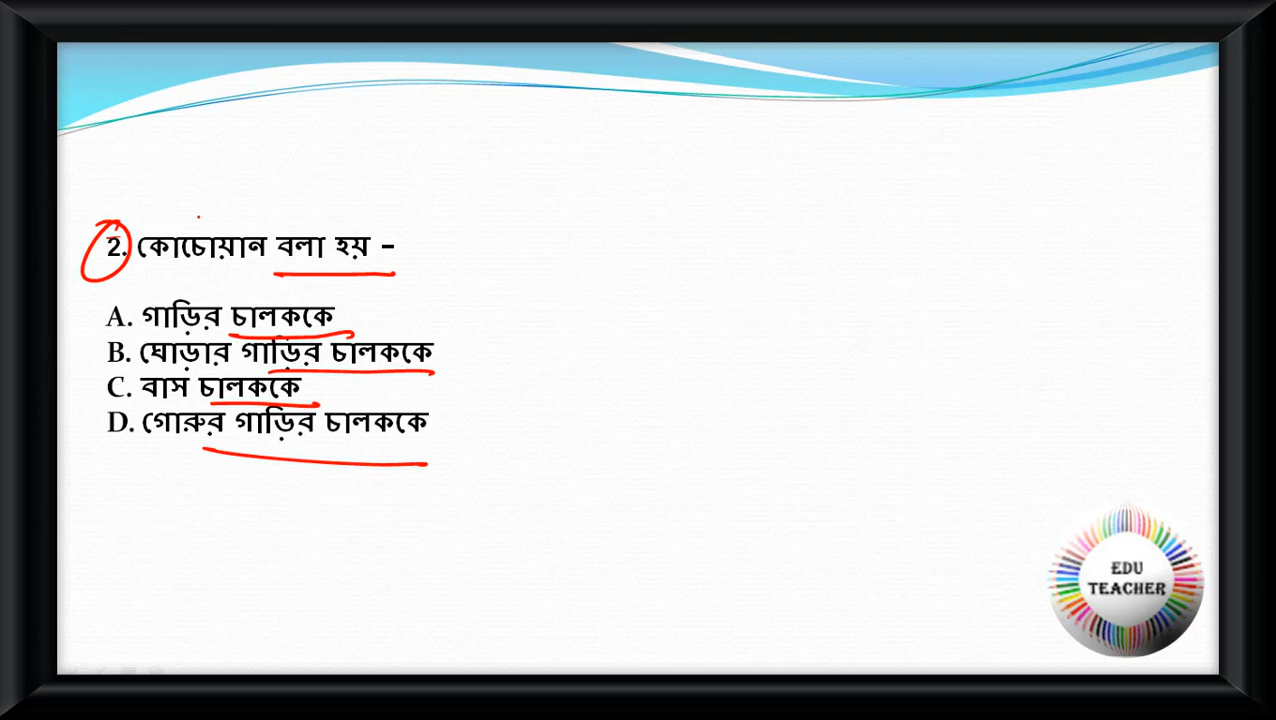 2. কোচোয়ান বলা হয় –
A. গাড়ির চালককে
B. ঘোড়ার গাড়ির চালককে
C. বাস চালককে
D. গোরুর গাড়ির চালককে
EDU
TEACHER